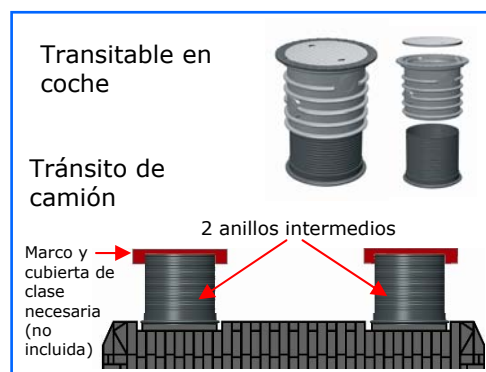 Transitable en
coche
Tránsito de
camión
2 anillos intermedios
Marco y
cubierta de
clase
necesaria
(no
incluida)